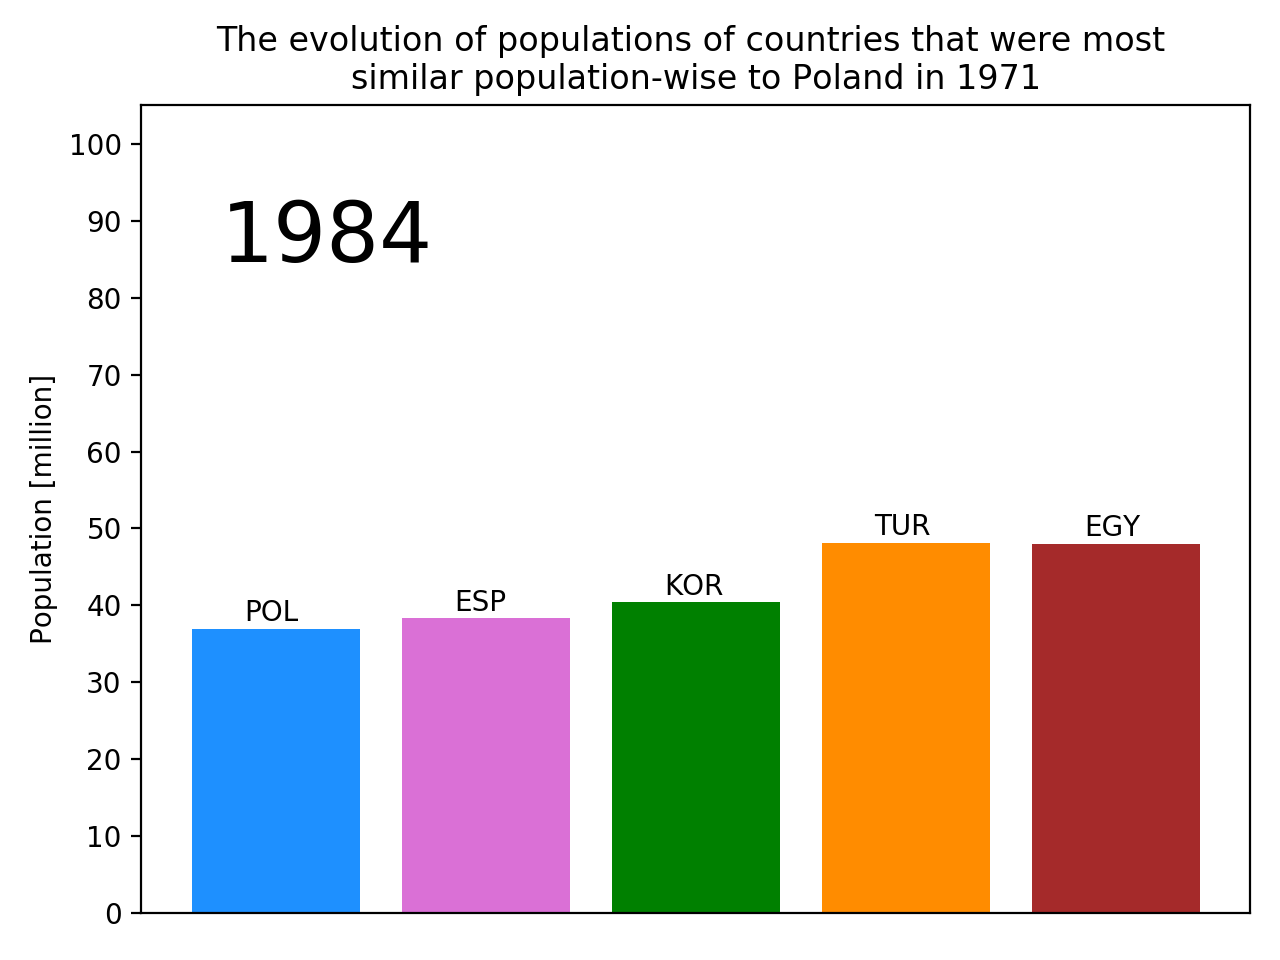 The evolution of populations of countries that were most
similar population-wise to Poland in 1971
1984
Population [million]
100
90
80
70
60
50
40
30
20
10
0
POL
ESP
KOR
TUR
EGY